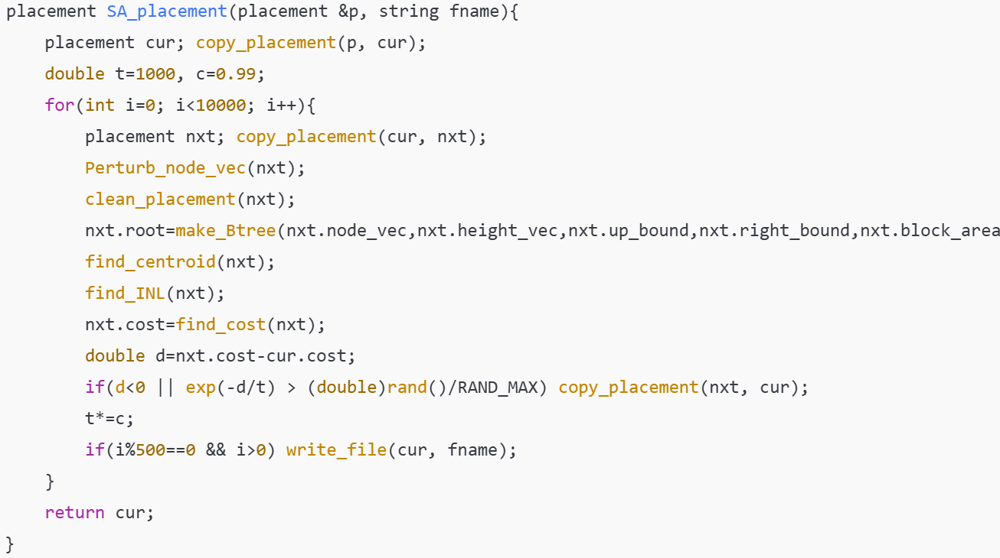 placement SA_placement(placement &p, string fname){
    placement cur; copy_placement(p, cur);
    double t=1000, c=0.99;
    for(int i=0; i<10000; i++){
        placement nxt; copy_placement(cur, nxt);
        Perturb_node_vec(nxt);
        clean_placement(nxt);
        nxt.root=make_Btree(nxt.node_vec,nxt.height_vec,nxt.up_bound,nxt.right_bound,nxt.block_area
        find_centroid(nxt);
        find_INL(nxt);
        nxt.cost=find_cost(nxt);
        double d=nxt.cost-cur.cost;
        if(d<0 || exp(-d/t) > (double)rand()/RAND_MAX) copy_placement(nxt, cur);
        t*=c;
        if(i%500==0 && i>0) write_file(cur, fname);
    }
    return cur;
}